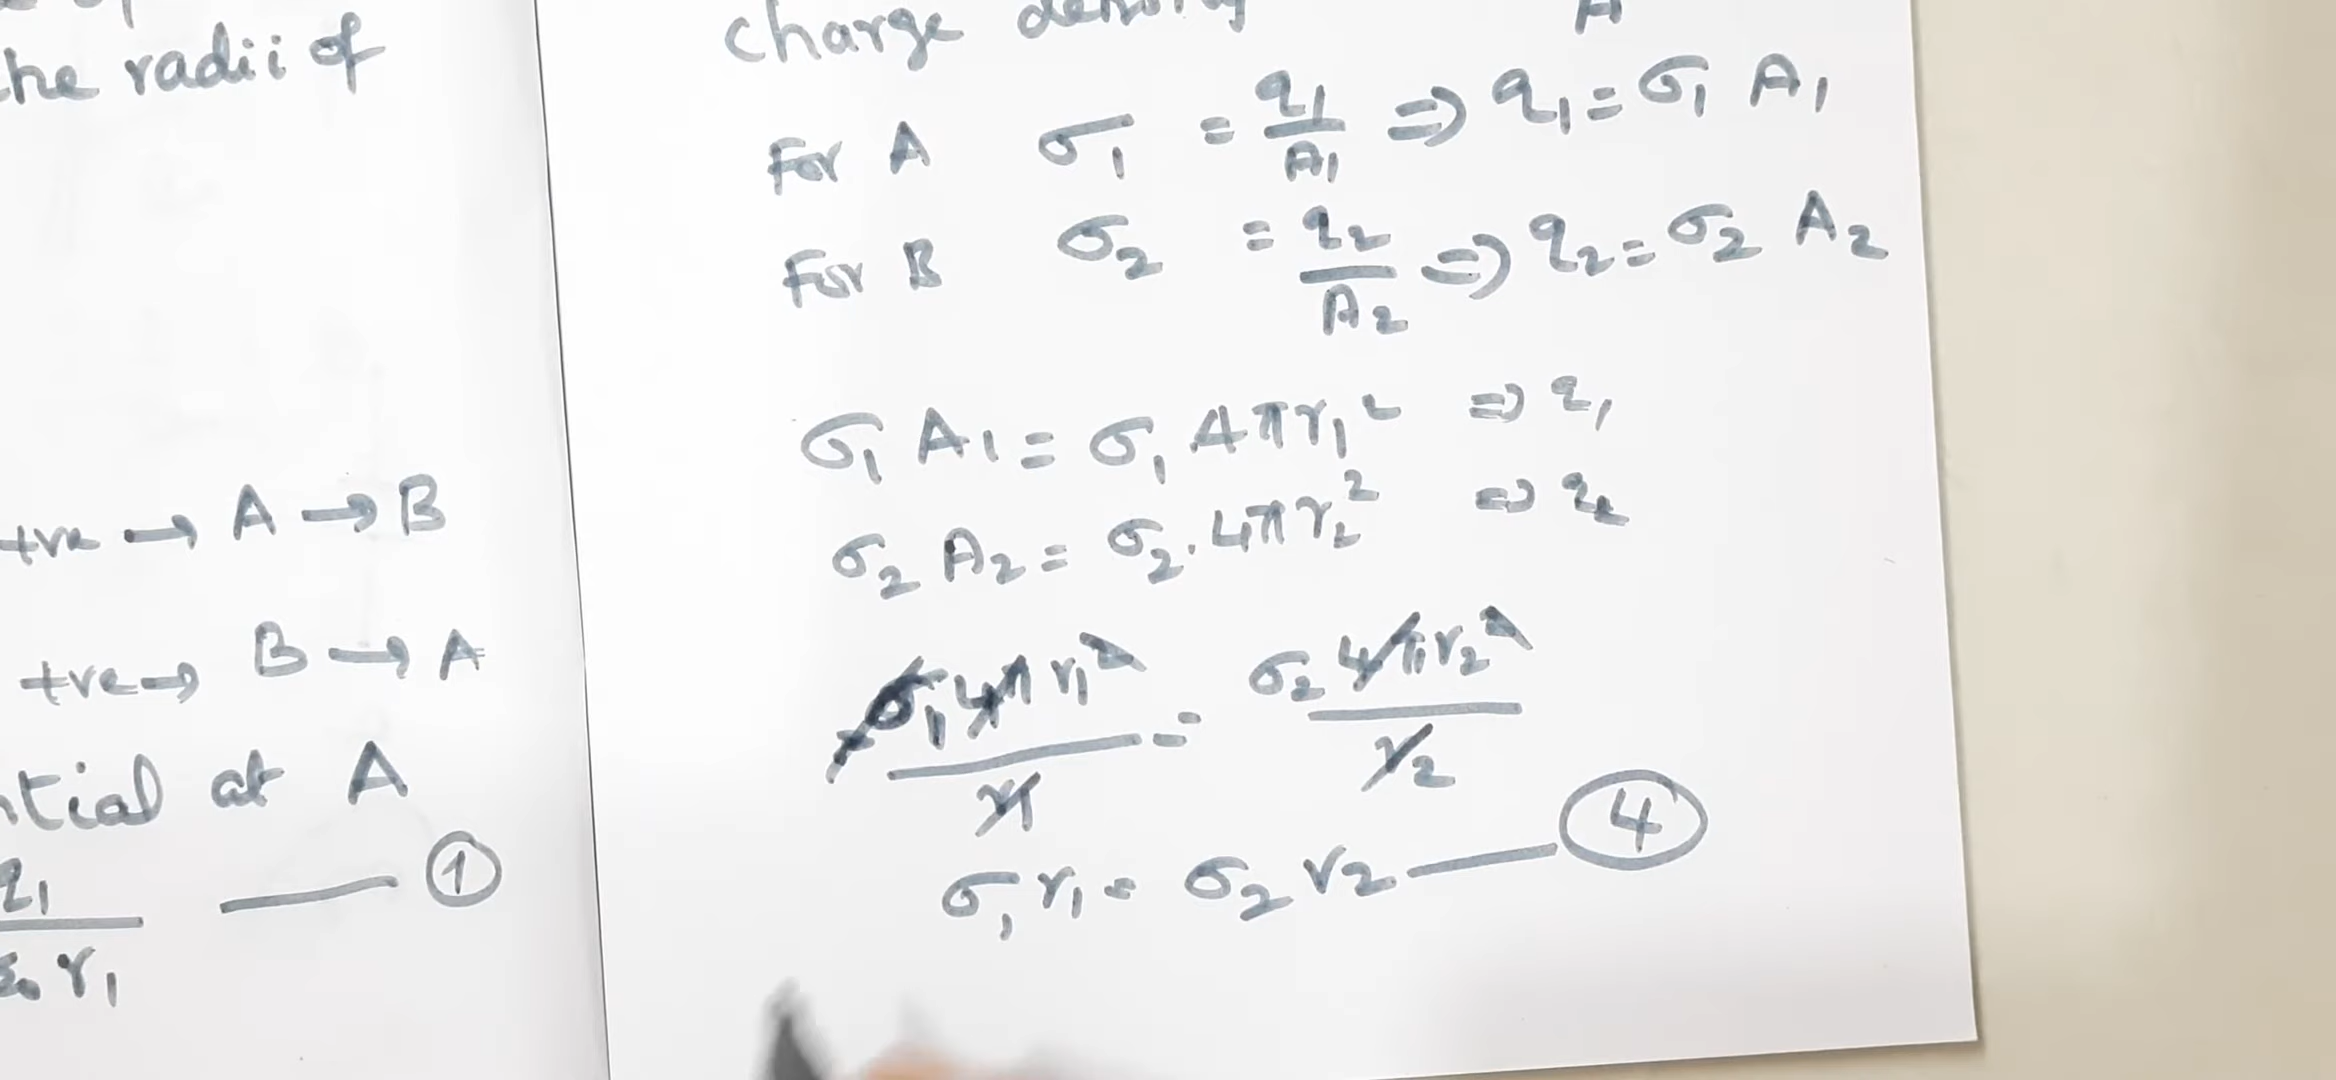 the radii of
+ve → A → B
+ve → B → A
ntial at A
q1 / ε0 r1 —— ①
charge density A
For A σ1 = q1/A1 ⇒ q1 = σ1 A1
For B σ2 = q2/A2 ⇒ q2 = σ2 A2
σ1 A1 = σ1 4πr1² ⇒ q1
σ2 A2 = σ2. 4πr2² ⇒ q2
σ1 4π r1² / r1 = σ2 4π r2² / r2
σ1 r1 = σ2 r2 —— ④